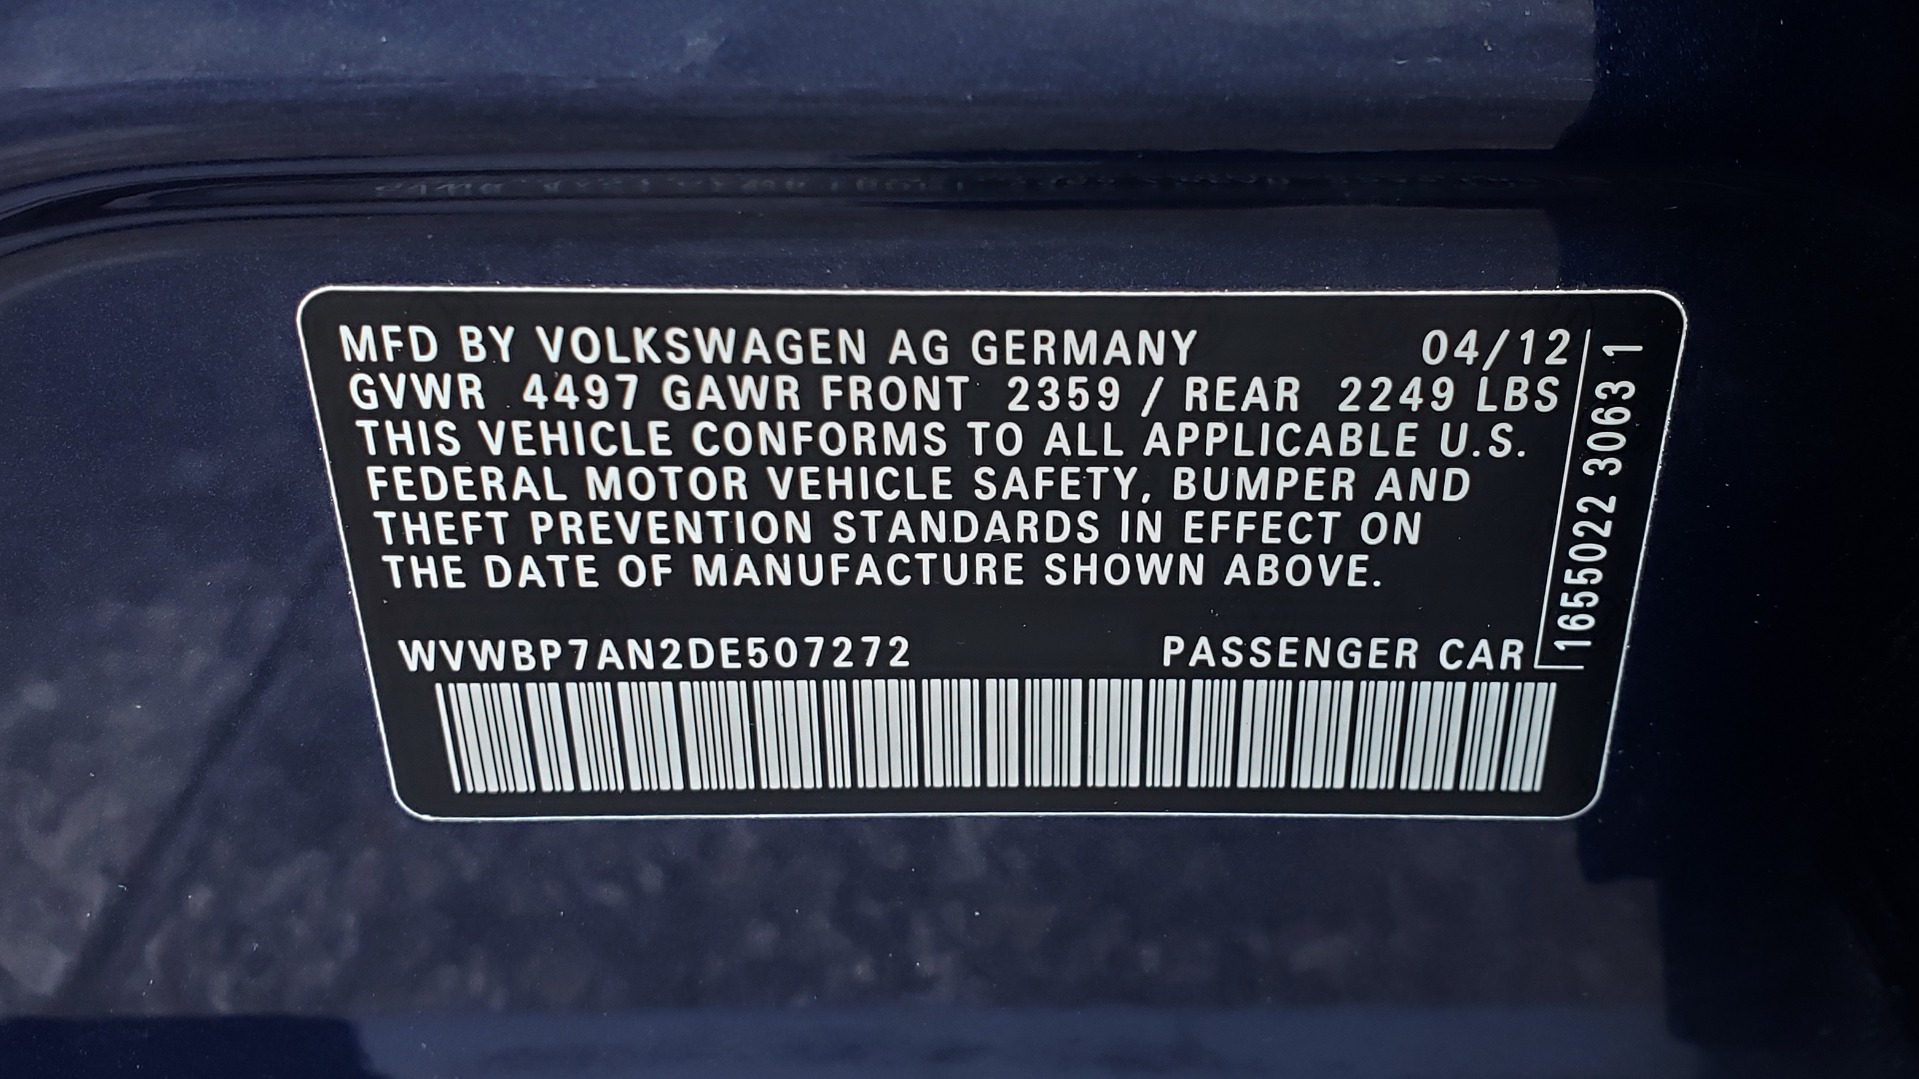 MFD BY VOLKSWAGEN AG GERMANY 04/12
GVWR 4497 GAWR FRONT 2359 / REAR 2249 LBS
THIS VEHICLE CONFORMS TO ALL APPLICABLE U.S.
FEDERAL MOTOR VEHICLE SAFETY, BUMPER AND
THEFT PREVENTION STANDARDS IN EFFECT ON
THE DATE OF MANUFACTURE SHOWN ABOVE.
WVWBP7AN2DE507272 PASSENGER CAR
1655022 3063 1